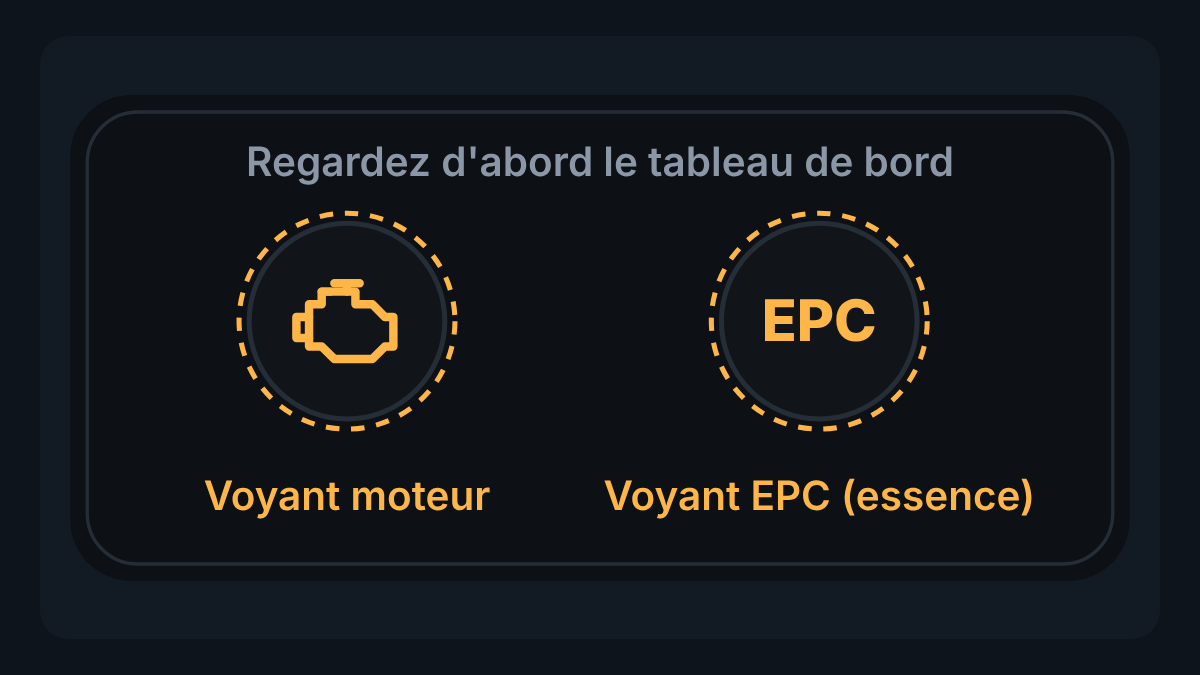 Regardez d'abord le tableau de bord
EPC
Voyant moteur
Voyant EPC (essence)